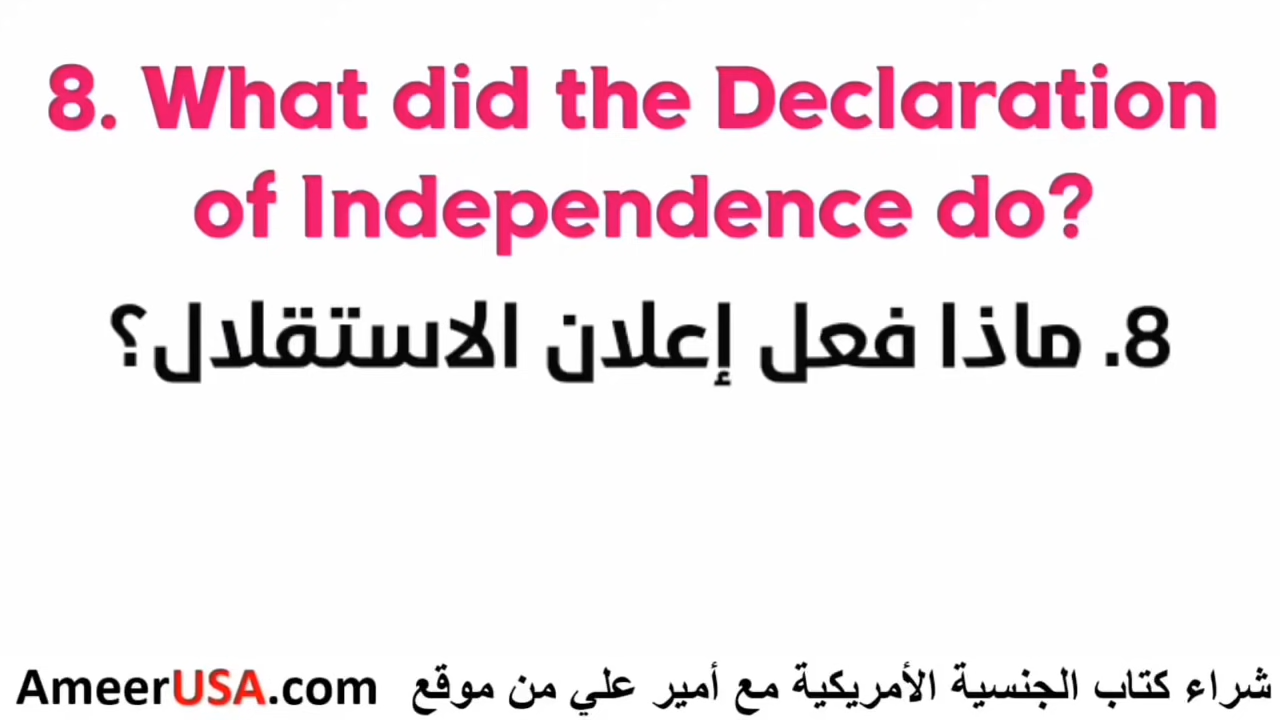 8. What did the Declaration
of Independence do?
8. ماذا فعل إعلان الاستقلال؟
شراء كتاب الجنسية الأمريكية مع أمير علي من موقع AmeerUSA.com